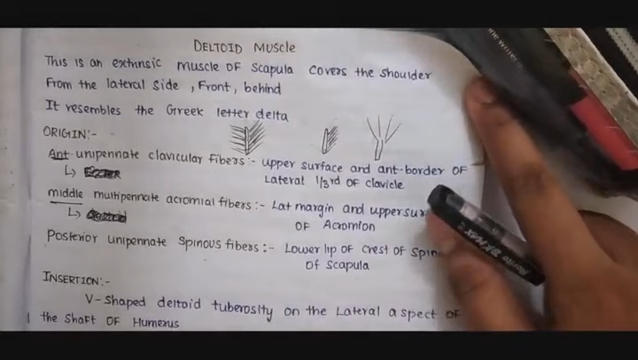 DELTOID MUSCLE
This is an extrinsic muscle OF Scapula Covers the shoulder
From the lateral side , Front, behind
It resembles the Greek letter delta
ORIGIN:-
Ant unipennate clavicular fibers:- upper surface and ant-border OF
Lateral 1/3rd OF clavicle
middle multipennate acromial fibers:- Lat margin and upper
OF Acromion
Posterior unipennate Spinous fibers:- Lower lip of crest of
of Scapula
INSERTION:-
V-shaped deltoid tuberosity on the Lateral aspect OF
the Shaft OF Humerus